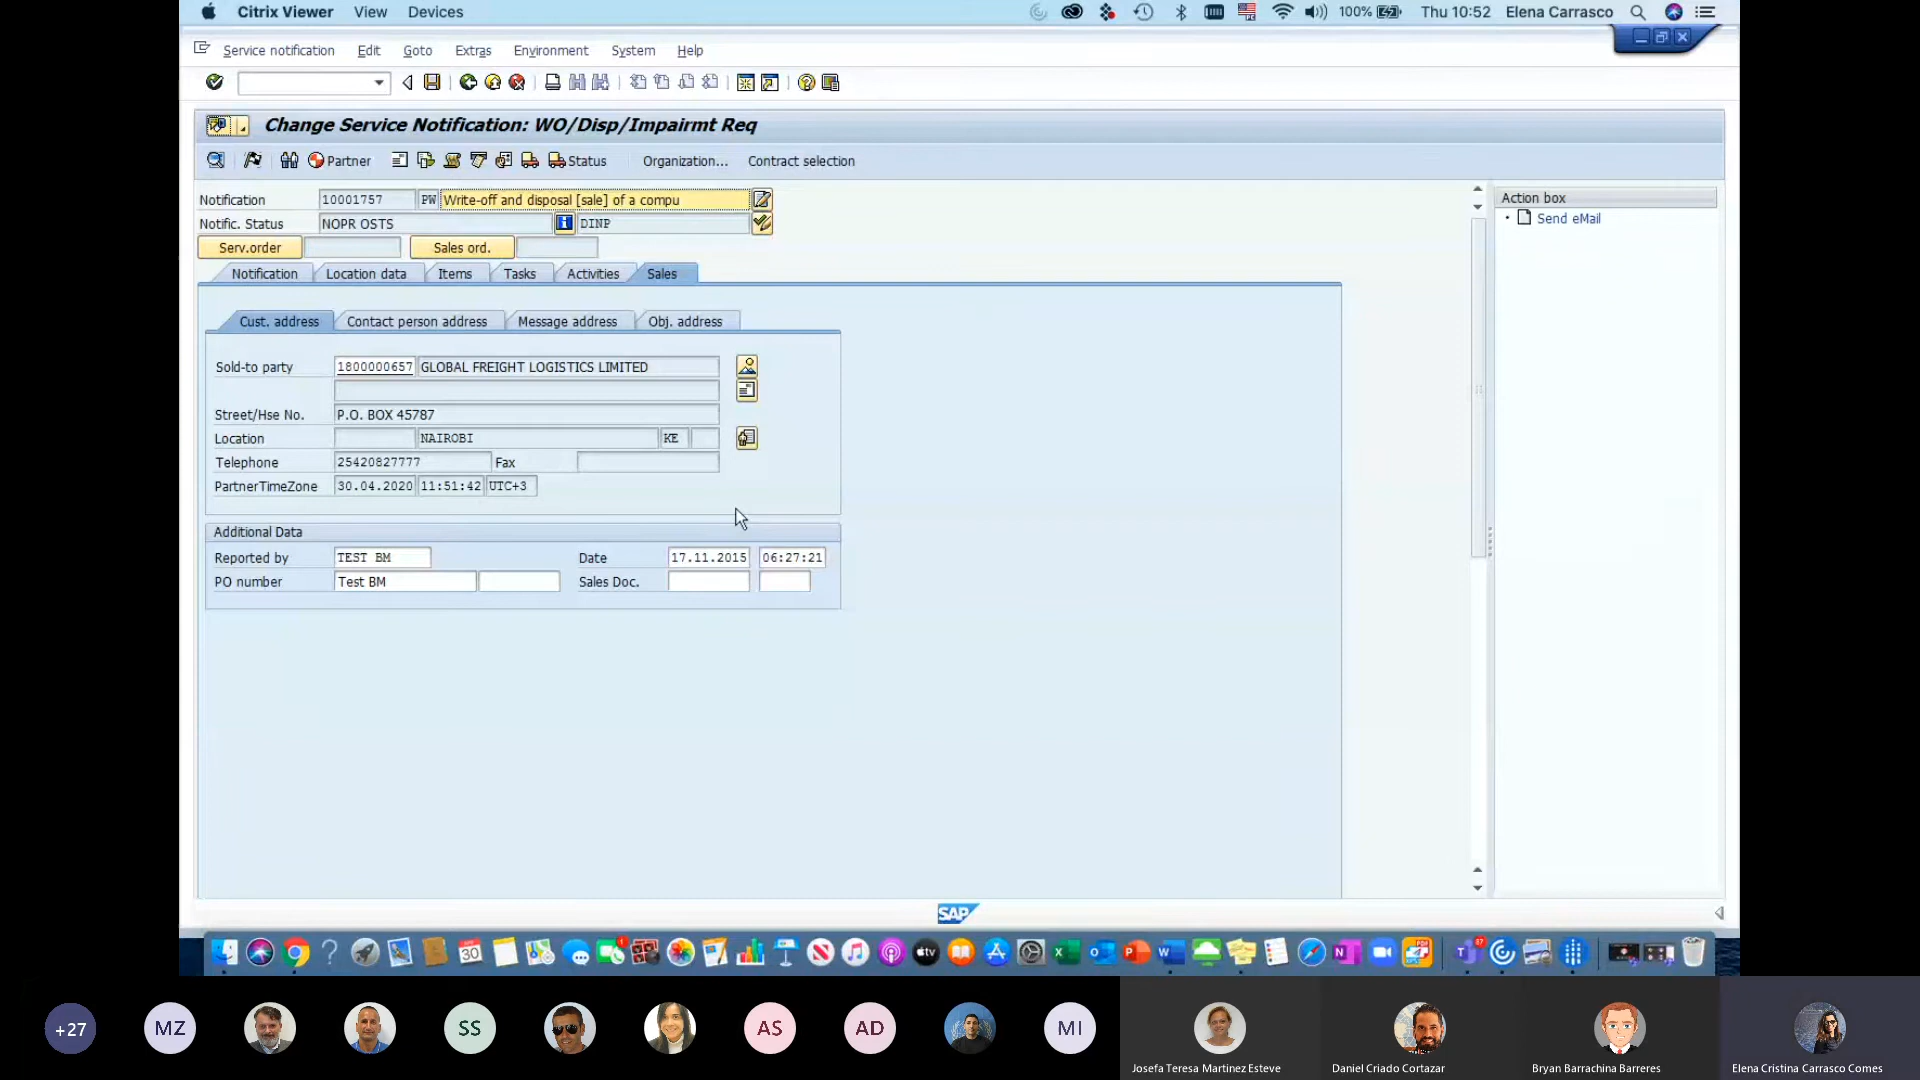 Citrix Viewer View Devices 100% Thu 10:52 Elena Carrasco
Service notification Edit Goto Extras Environment System Help
Change Service Notification: WO/Disp/Impairmt Req
Partner Status Organization... Contract selection
Notification 10001757 PW Write-off and disposal [sale] of a compu
Notific. Status NOPR OSTS DINP
Serv.order Sales ord.
Notification Location data Items Tasks Activities Sales
Cust. address Contact person address Message address Obj. address
Sold-to party 1800000657 GLOBAL FREIGHT LOGISTICS LIMITED
Street/Hse No. P.O. BOX 45787
Location NAIROBI KE
Telephone 25420827777 Fax
PartnerTimeZone 30.04.2020 11:51:42 UTC+3
Additional Data
Reported by TEST BM Date 17.11.2015 06:27:21
PO number Test BM Sales Doc.
Action box
Send eMail
SAP
+27 MZ SS AS AD MI
Josefa Teresa Martinez Esteve Daniel Criado Cortazar Bryan Barrachina Barreres Elena Cristina Carrasco Comes